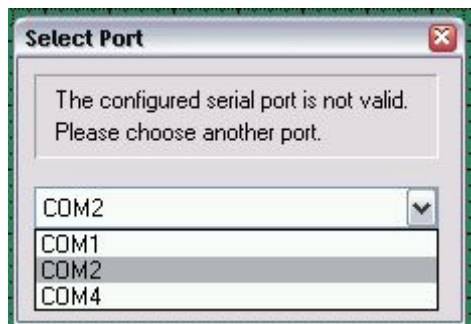 Select Port
The configured serial port is not valid.
Please choose another port.
COM2
COM1
COM2
COM4